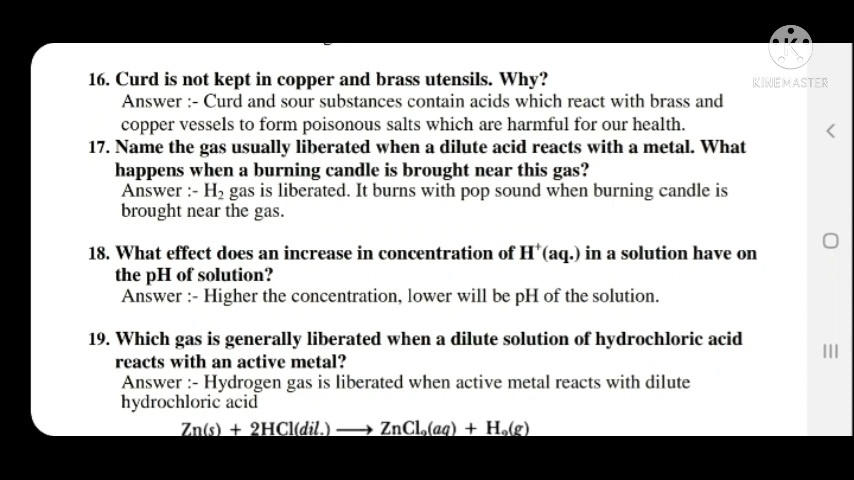 KINEMASTER
16. Curd is not kept in copper and brass utensils. Why?
Answer :- Curd and sour substances contain acids which react with brass and
copper vessels to form poisonous salts which are harmful for our health.
17. Name the gas usually liberated when a dilute acid reacts with a metal. What
happens when a burning candle is brought near this gas?
Answer :- H₂ gas is liberated. It burns with pop sound when burning candle is
brought near the gas.
18. What effect does an increase in concentration of H⁺(aq.) in a solution have on
the pH of solution?
Answer :- Higher the concentration, lower will be pH of the solution.
19. Which gas is generally liberated when a dilute solution of hydrochloric acid
reacts with an active metal?
Answer :- Hydrogen gas is liberated when active metal reacts with dilute
hydrochloric acid
Zn(s) + 2HCl(dil.) ⟶ ZnCl₂(aq) + H₂(g)